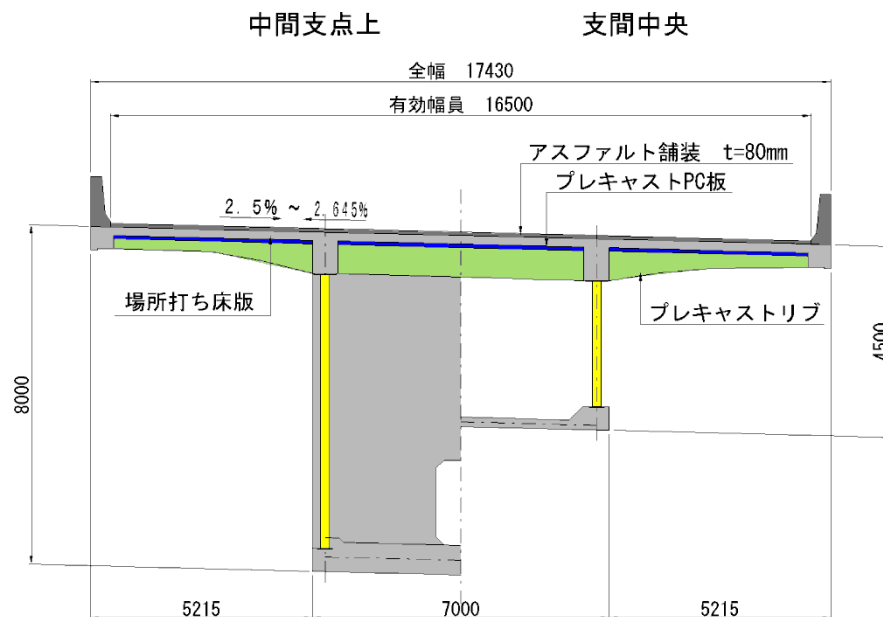 中間支点上
支間中央
全幅 17430
有効幅員 16500
アスファルト舗装 t=80mm
プレキャストPC板
2.5% ~ 2.645%
場所打ち床版
プレキャストリブ
8000
4500
5215
7000
5215